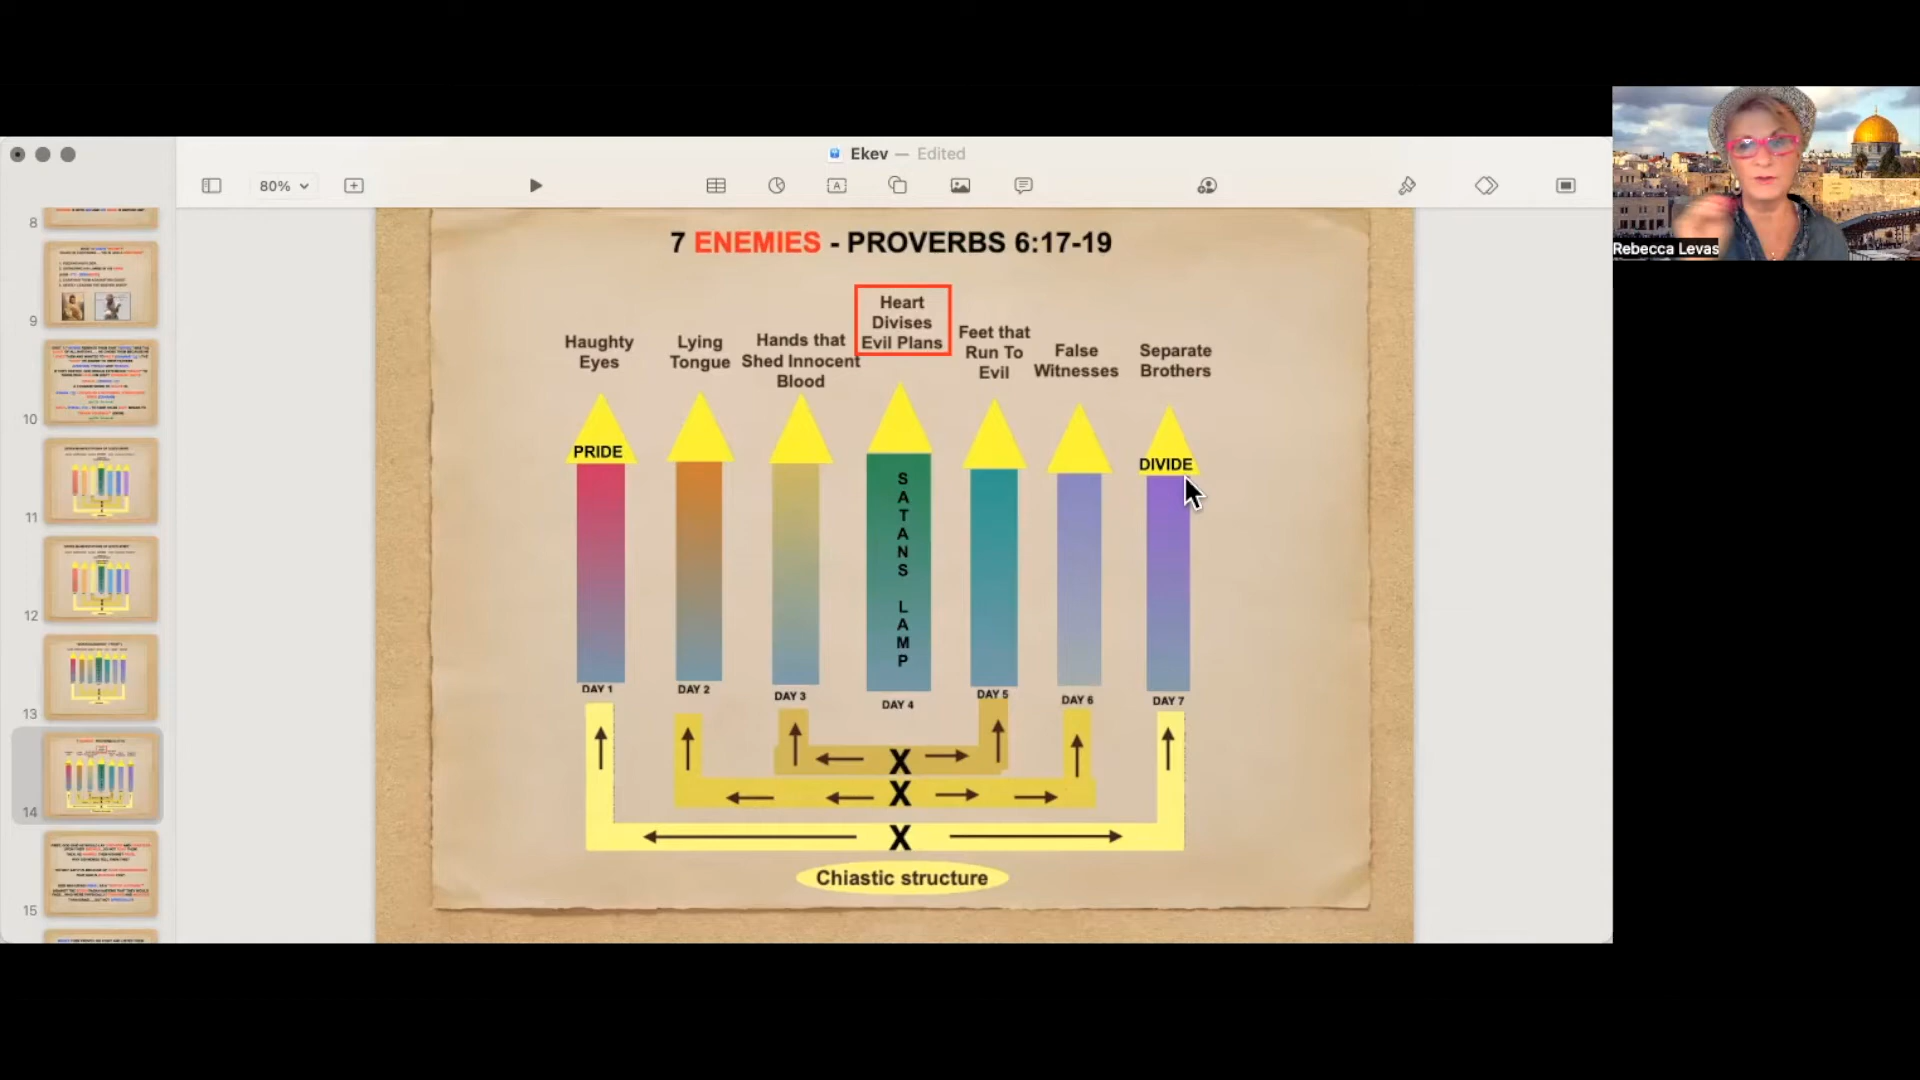 Ekev — Edited
80%
Rebecca Levas
8
9
10
11
12
13
14
15
7 ENEMIES - PROVERBS 6:17-19
Haughty
Eyes
Lying
Tongue
Hands that
Shed Innocent
Blood
Heart
Divises
Evil Plans
Feet that
Run To
Evil
False
Witnesses
Separate
Brothers
PRIDE
DIVIDE
SATANS LAMP
DAY 1
DAY 2
DAY 3
DAY 4
DAY 5
DAY 6
DAY 7
X
X
X
Chiastic structure